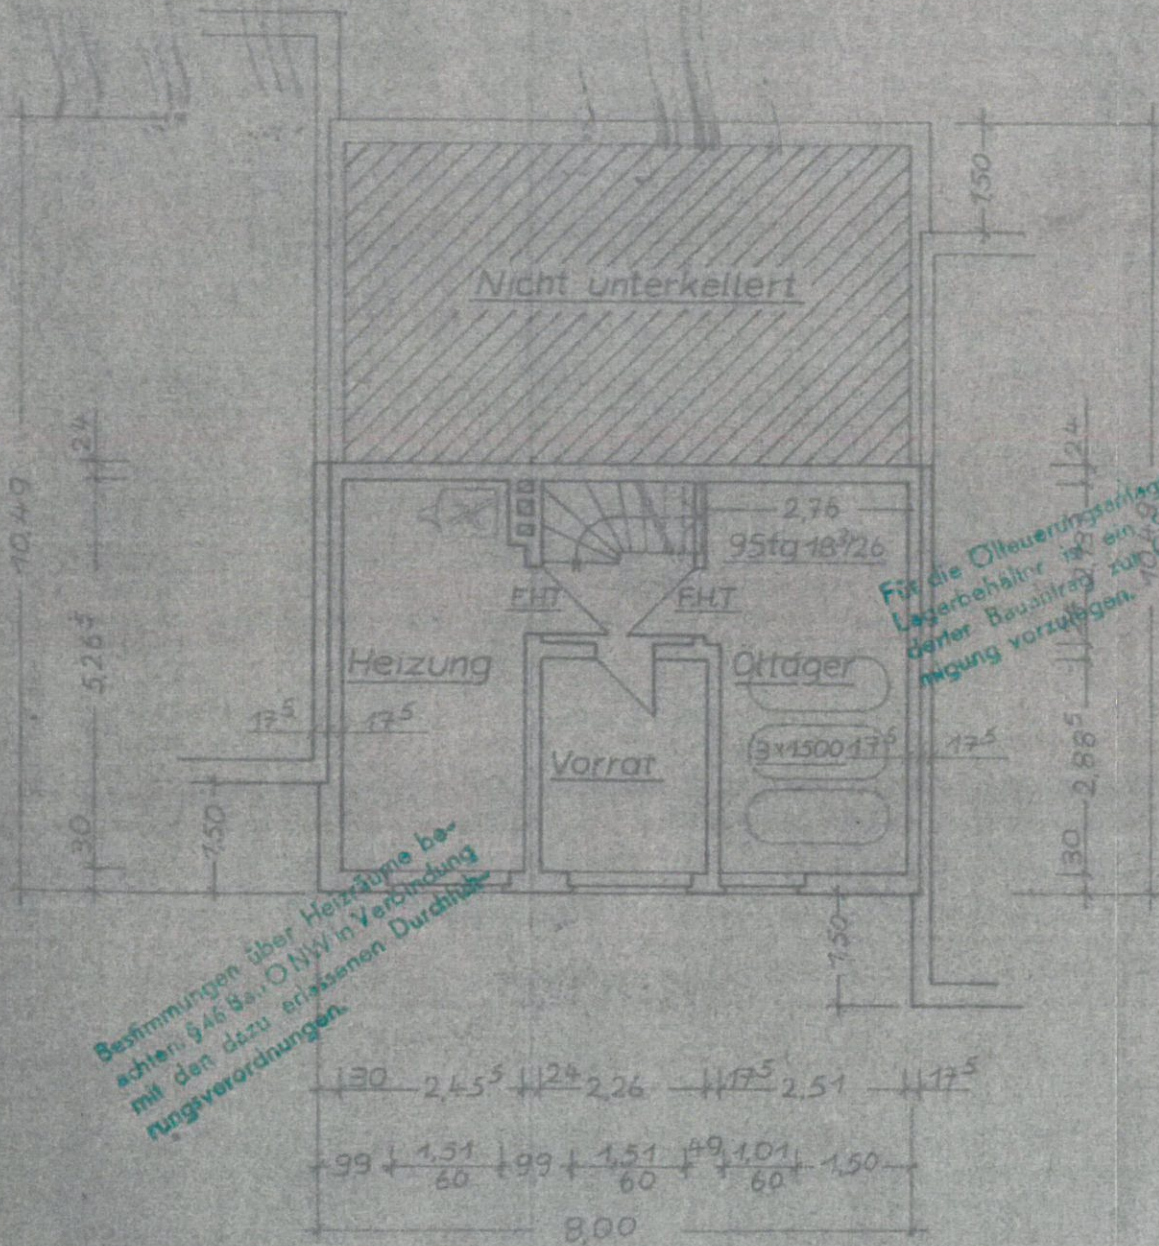 10,49
24
5,26⁵
30
1,50
1,50
Nicht unterkellert
2,76
9Stg 18³/26
FHT
FHT
Heizung
Öllager
Vorrat
3x1500
17⁵
17⁵
17⁵
17⁵
24
2,88⁵
30
1,50
Für die Ölfeuerungsanlage
Lagerbehälter ist ein
derter Bauantrag zur
migung vorzulegen.
Bestimmungen über Heizräume be-
achten, §46 NW in Verbindung
mit den dazu erlassenen Durchfüh-
rungsverordnungen.
30 2,45⁵ 24 2,26 17⁵ 2,51 17⁵
99 1,51 99 1,51 49 1,01 1,50
60 60 60
8,00